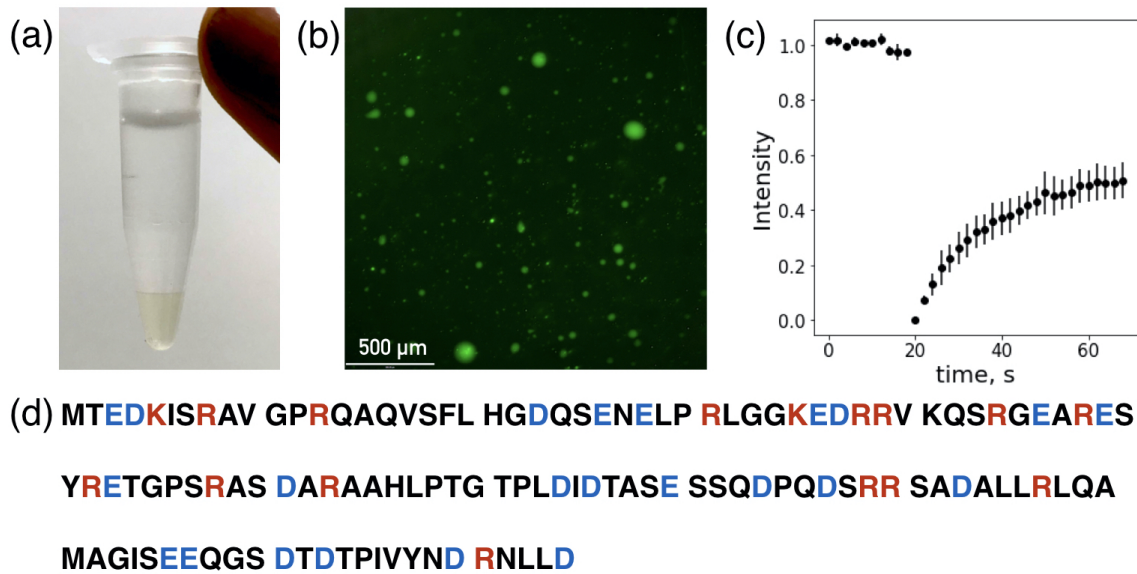 (a)
(b)
500 µm
(c)
Intensity
1.0
0.8
0.6
0.4
0.2
0.0
0 20 40 60
time, s
(d) MTEDKISRAV GPRQAQVSFL HGDQSENELP RLGGKEDRRV KQSRGEARES
YRETGPSRAS DARAAHLPTG TPLDIDTASE SSQDPQDSRR SADALLRLQA
MAGISEEQGS DTDTPIVYND RNLLD